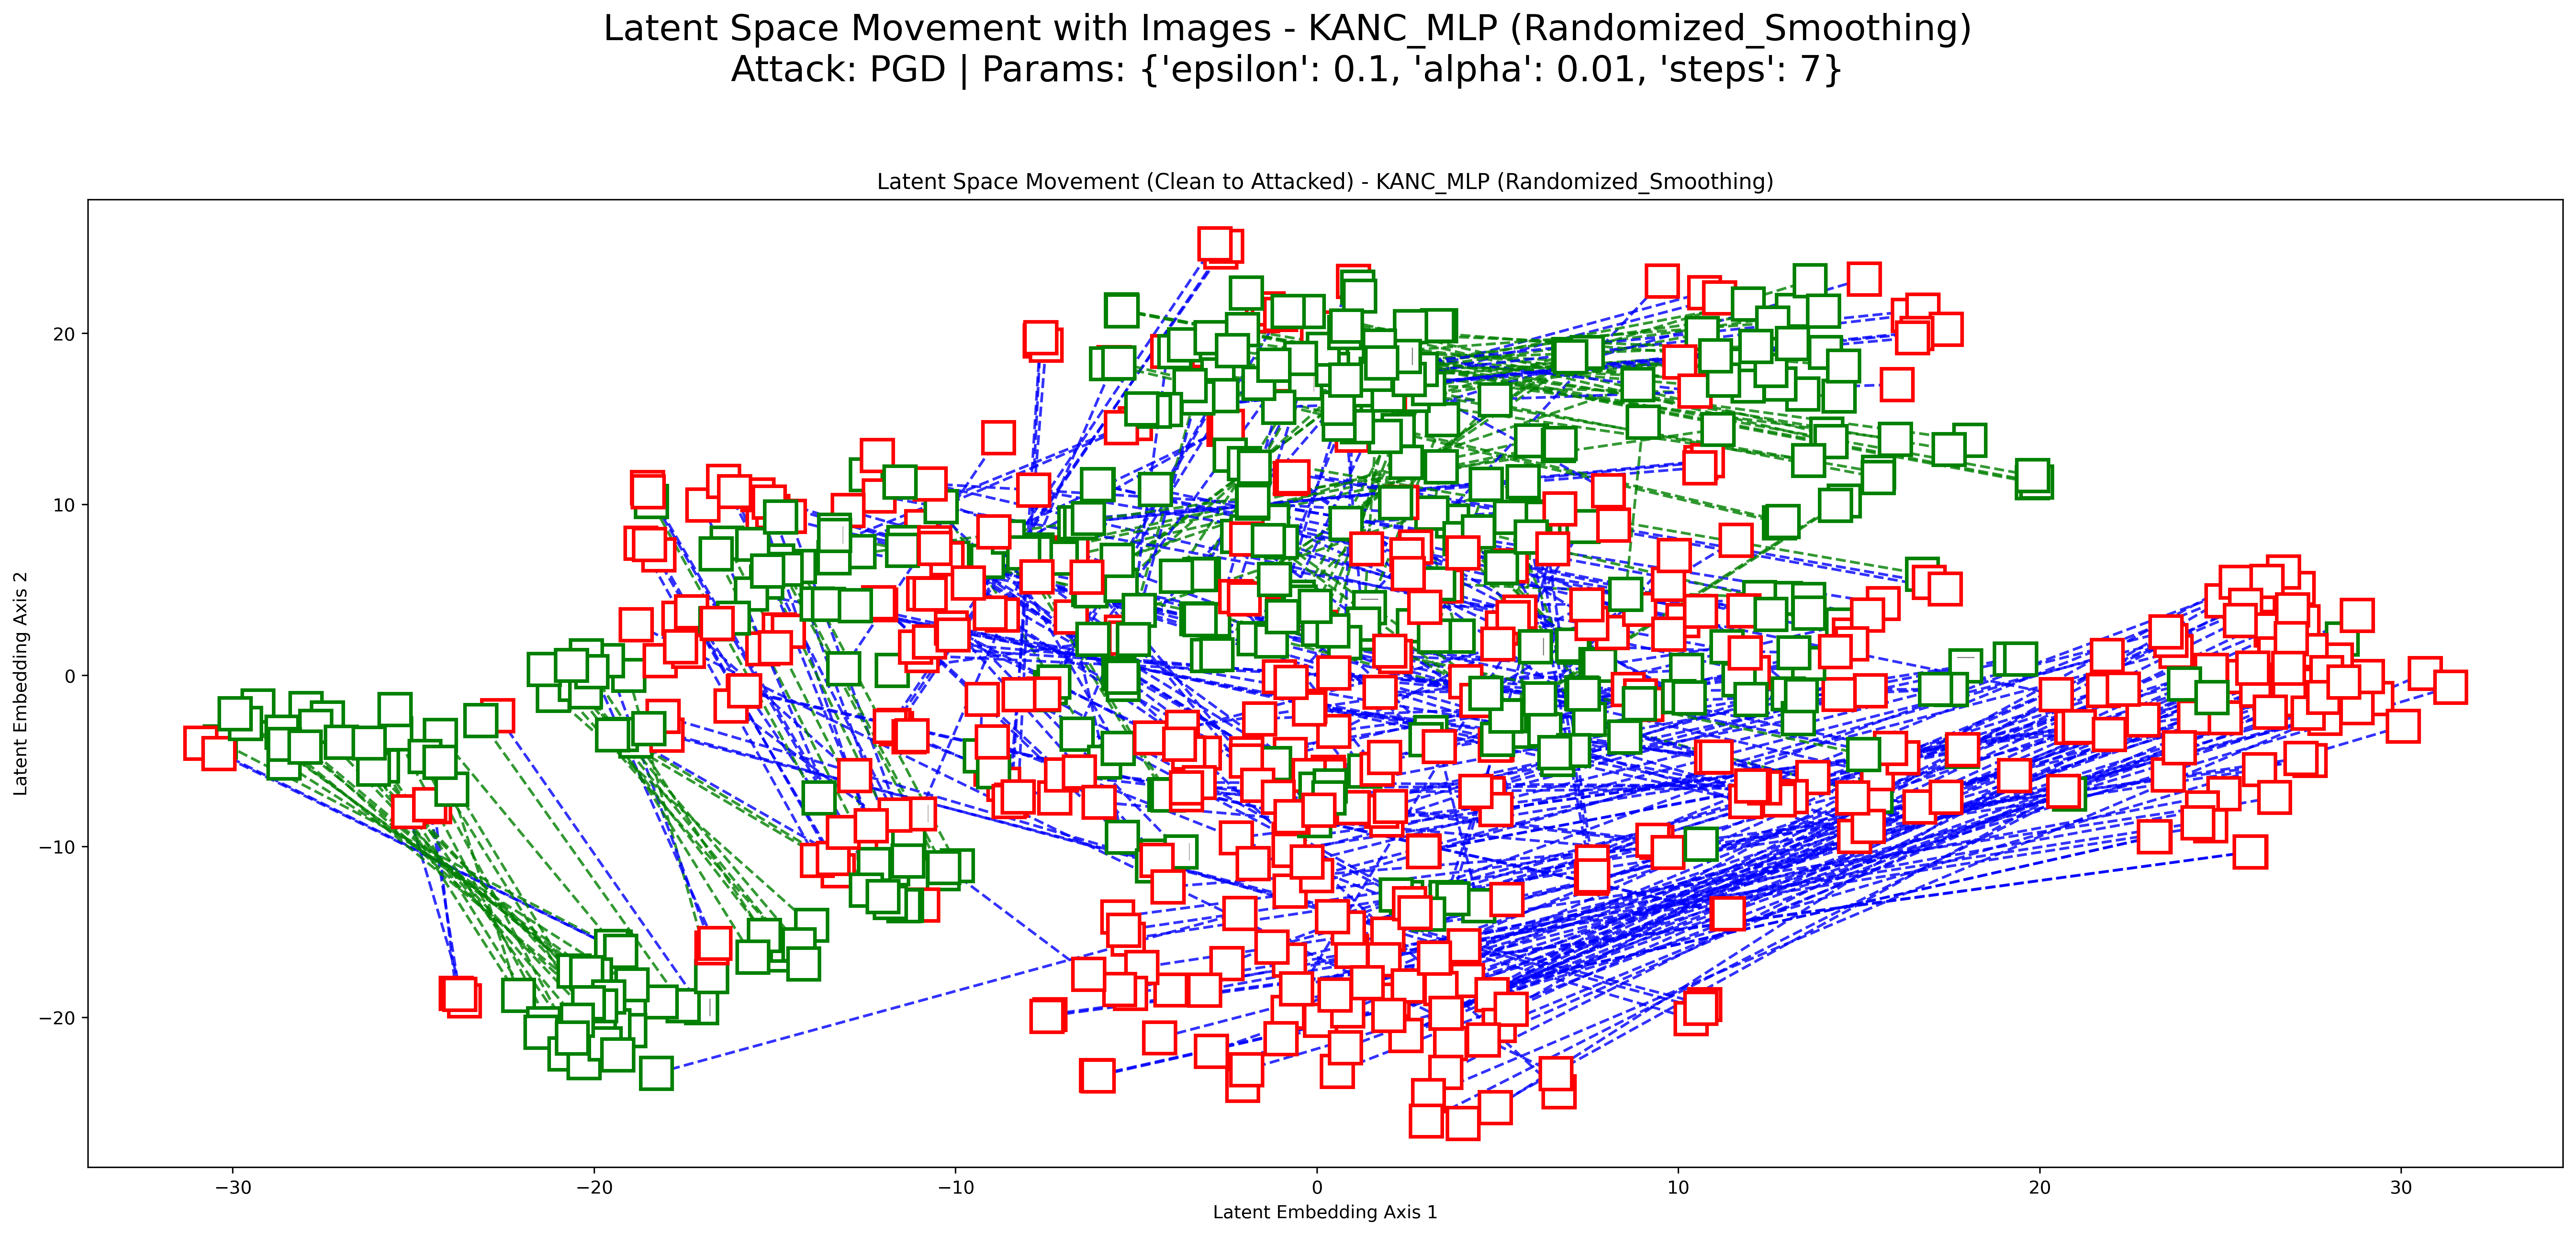 Latent Space Movement with Images - KANC_MLP (Randomized_Smoothing)
Attack: PGD | Params: {'epsilon': 0.1, 'alpha': 0.01, 'steps': 7}
Latent Space Movement (Clean to Attacked) - KANC_MLP (Randomized_Smoothing)
Latent Embedding Axis 2
20
10
0
−10
−20
−30
−20
−10
0
10
20
30
Latent Embedding Axis 1